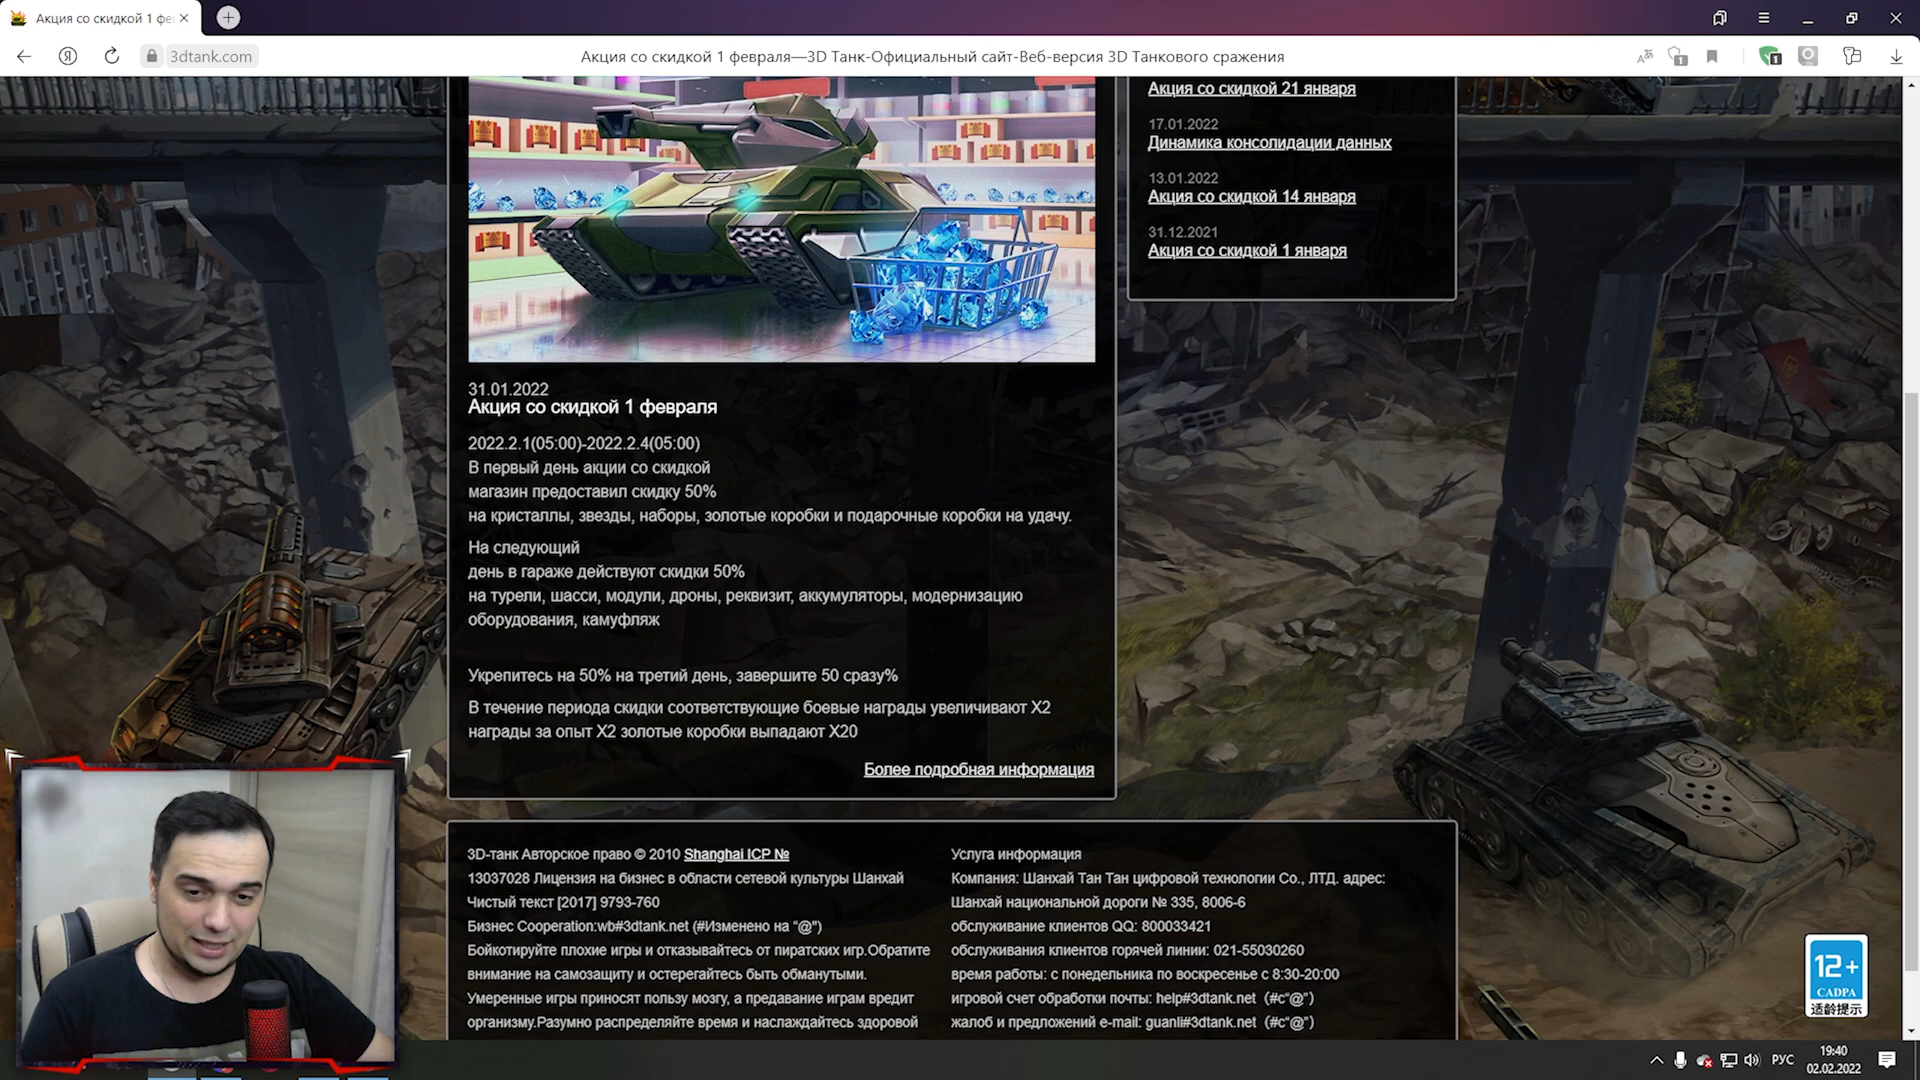 Акция со скидкой 1 фе
3dtank.com
Акция со скидкой 1 февраля—3D Танк-Официальный сайт-Веб-версия 3D Танкового сражения
1
1
31.01.2022
Акция со скидкой 1 февраля
2022.2.1(05:00)-2022.2.4(05:00)
В первый день акции со скидкой
магазин предоставил скидку 50%
на кристаллы, звезды, наборы, золотые коробки и подарочные коробки на удачу.
На следующий
день в гараже действуют скидки 50%
на турели, шасси, модули, дроны, реквизит, аккумуляторы, модернизацию
оборудования, камуфляж
Укрепитесь на 50% на третий день, завершите 50 сразу%
В течение периода скидки соответствующие боевые награды увеличивают X2
награды за опыт X2 золотые коробки выпадают X20
Более подробная информация
Акция со скидкой 21 января
17.01.2022
Динамика консолидации данных
13.01.2022
Акция со скидкой 14 января
31.12.2021
Акция со скидкой 1 января
3D-танк Авторское право © 2010 Shanghai ICP №
13037028 Лицензия на бизнес в области сетевой культуры Шанхай
Чистый текст [2017] 9793-760
Бизнес Cooperation:wb#3dtank.net (#Изменено на “@”)
Бойкотируйте плохие игры и отказывайтесь от пиратских игр.Обратите
внимание на самозащиту и остерегайтесь быть обманутыми.
Умеренные игры приносят пользу мозгу, а предавание играм вредит
организму.Разумно распределяйте время и наслаждайтесь здоровой
Услуга информация
Компания: Шанхай Тан Тан цифровой технологии Co., ЛТД. адрес:
Шанхай национальной дороги № 335, 8006-6
обслуживание клиентов QQ: 800033421
обслуживания клиентов горячей линии: 021-55030260
время работы: с понедельника по воскресенье с 8:30-20:00
игровой счет обработки почты: help#3dtank.net（#с“@”）
жалоб и предложений e-mail: guanli#3dtank.net（#с“@”）
12+
CADPA
适龄提示
РУС
19:40
02.02.2022